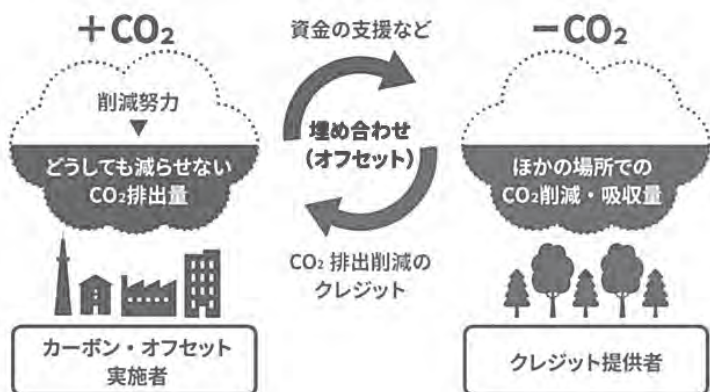 ＋CO₂
削減努力
どうしても減らせない
CO₂排出量
カーボン・オフセット
実施者
資金の支援など
埋め合わせ
（オフセット）
CO₂ 排出削減の
クレジット
－CO₂
ほかの場所での
CO₂削減・吸収量
クレジット提供者